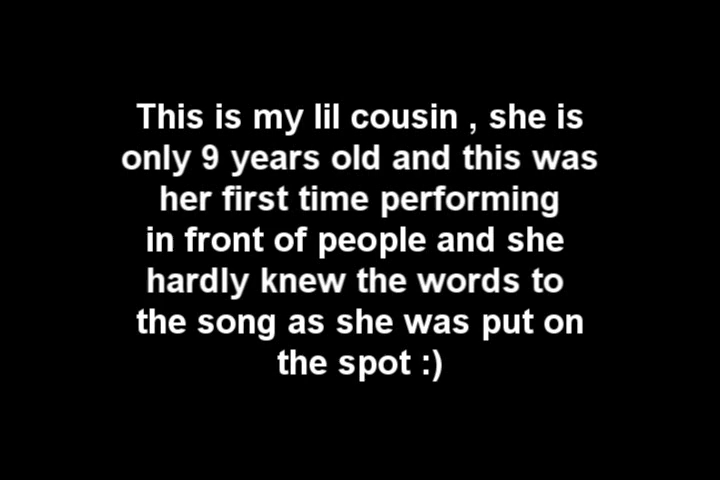 This is my lil cousin , she is
only 9 years old and this was
her first time performing
in front of people and she
hardly knew the words to
the song as she was put on
the spot :)